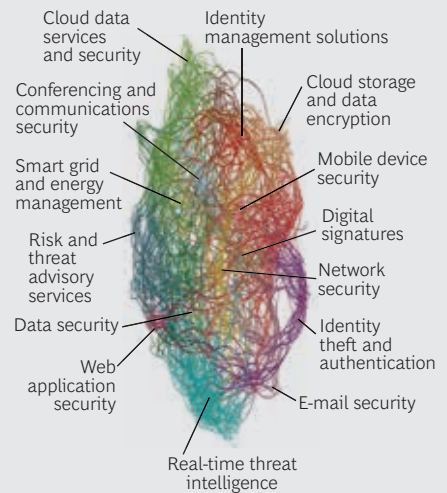 Cloud data
services
and security
Identity
management solutions
Conferencing and
communications
security
Cloud storage
and data
encryption
Smart grid
and energy
management
Mobile device
security
Risk and
threat
advisory
services
Digital
signatures
Network
security
Data security
Identity
theft and
authentication
Web
application
security
E-mail security
Real-time threat
intelligence